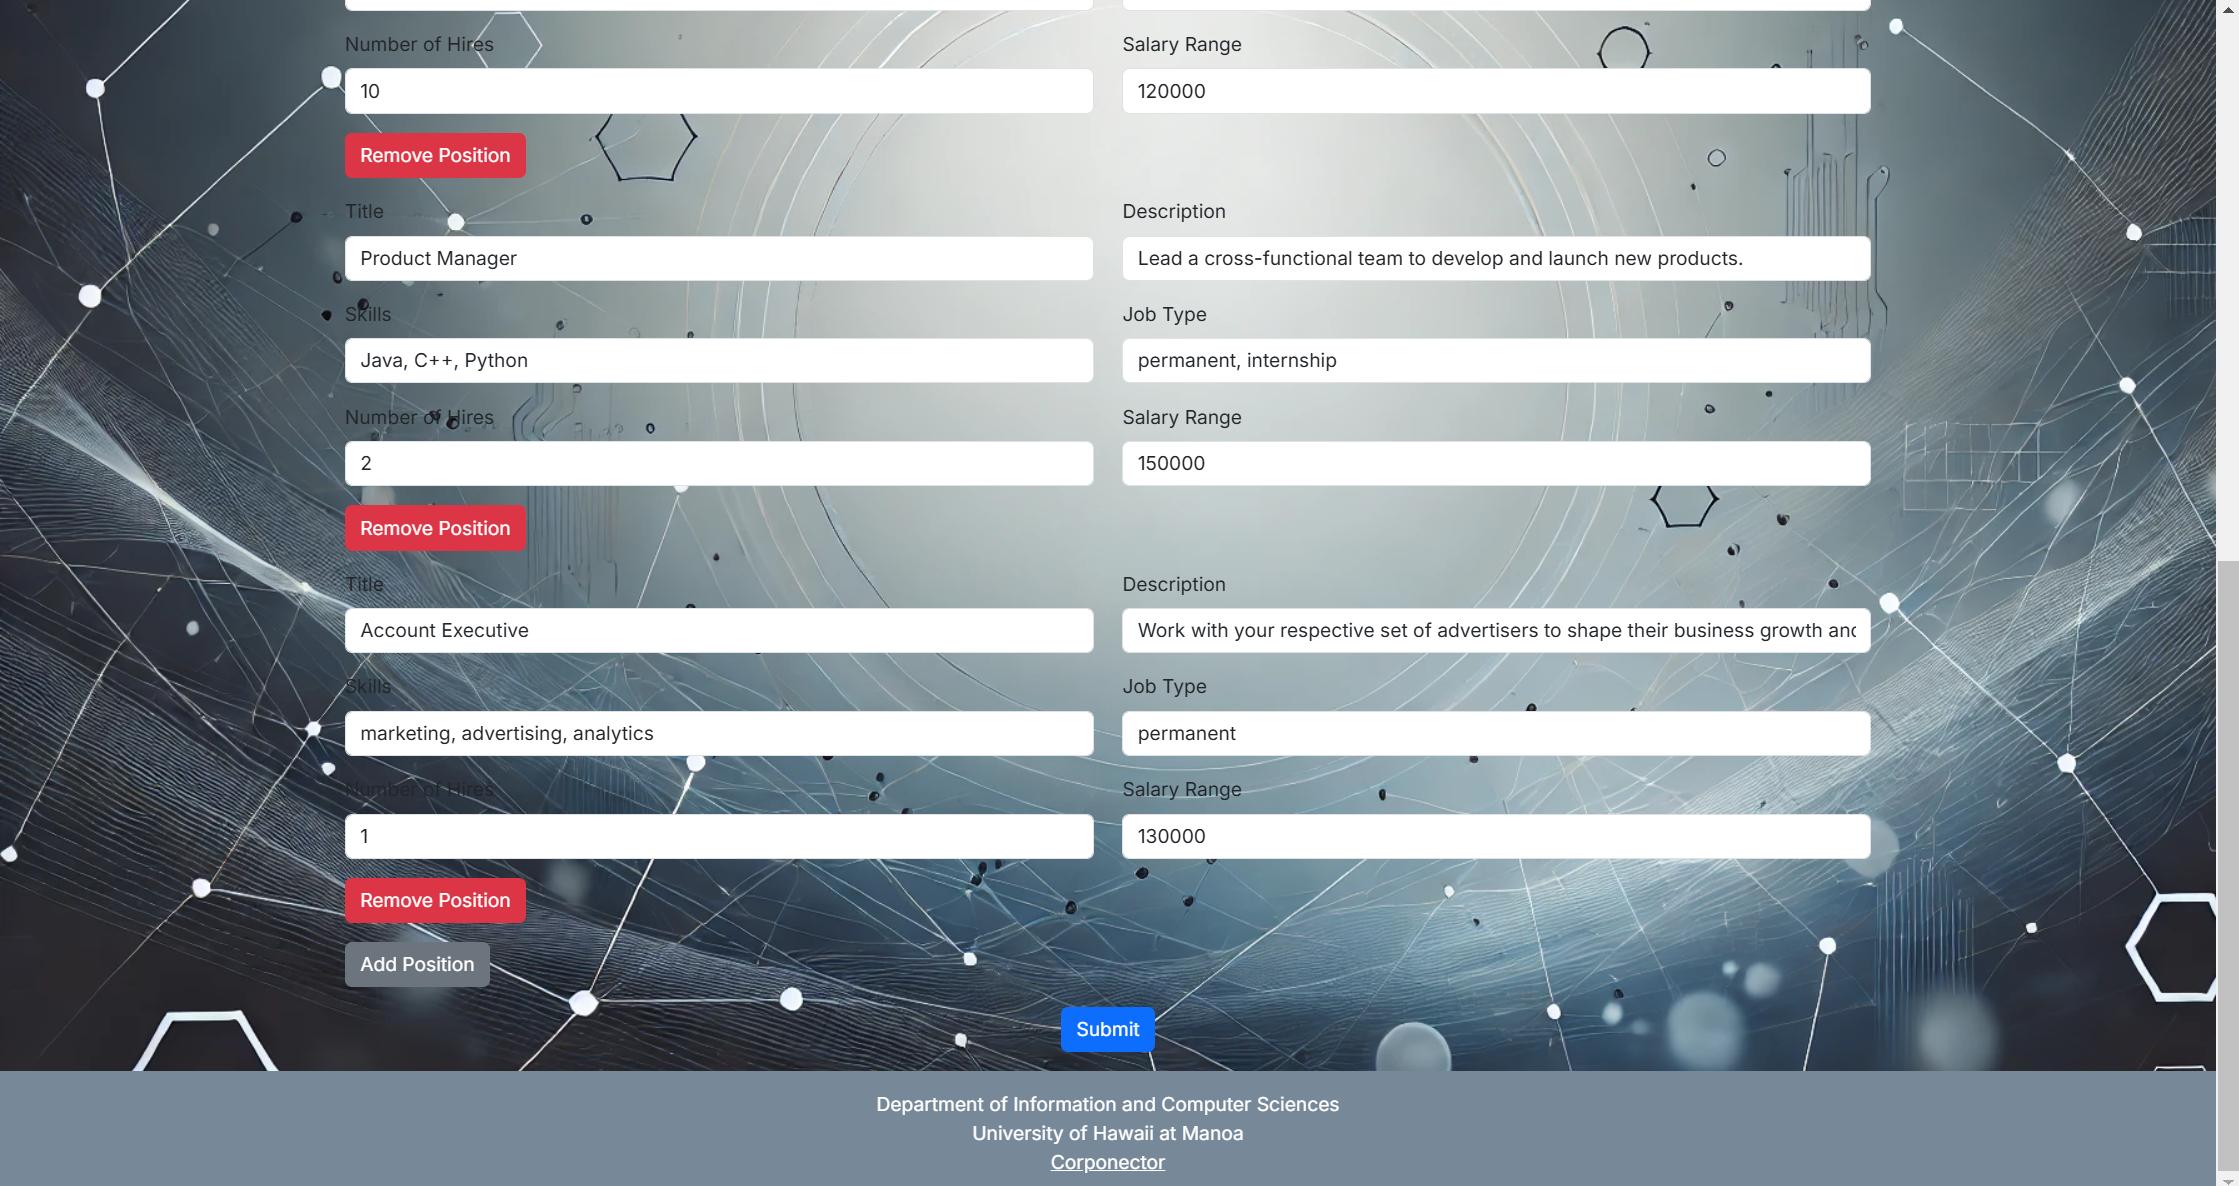 Number of Hires Salary Range
10 120000
Remove Position
Title Description
Product Manager Lead a cross-functional team to develop and launch new products.
Skills Job Type
Java, C++, Python permanent, internship
Number of Hires Salary Range
2 150000
Remove Position
Title Description
Account Executive Work with your respective set of advertisers to shape their business growth and
Skills Job Type
marketing, advertising, analytics permanent
Number of Hires Salary Range
1 130000
Remove Position
Add Position
Submit
Department of Information and Computer Sciences
University of Hawaii at Manoa
Corponector